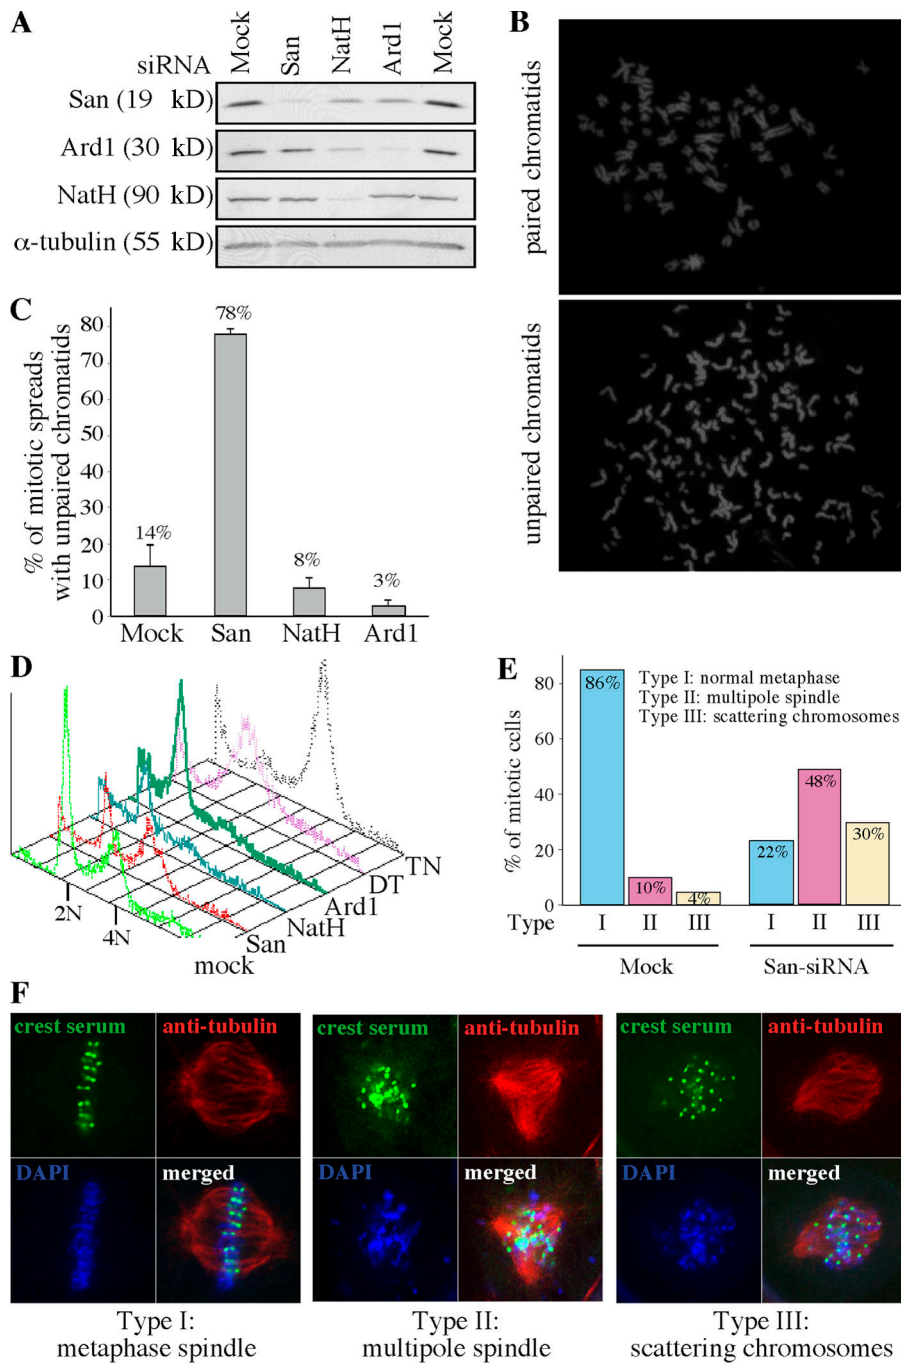 A
siRNA
Mock
San
NatH
Ard1
Mock
San (19 kD)
Ard1 (30 kD)
NatH (90 kD)
α-tubulin (55 kD)
B
paired chromatids
unpaired chromatids
C
% of mitotic spreads
with unpaired chromatids
80
70
60
50
40
30
20
10
0
14%
78%
8%
3%
Mock San NatH Ard1
D
2N
4N
mock
San
NatH
Ard1
DT
TN
E
Type I: normal metaphase
Type II: multipole spindle
Type III: scattering chromosomes
% of mitotic cells
80
60
40
20
0
86%
10%
4%
22%
48%
30%
Type I II III I II III
Mock San-siRNA
F
crest serum anti-tubulin
DAPI merged
Type I:
metaphase spindle
crest serum anti-tubulin
DAPI merged
Type II:
multipole spindle
crest serum anti-tubulin
DAPI merged
Type III:
scattering chromosomes